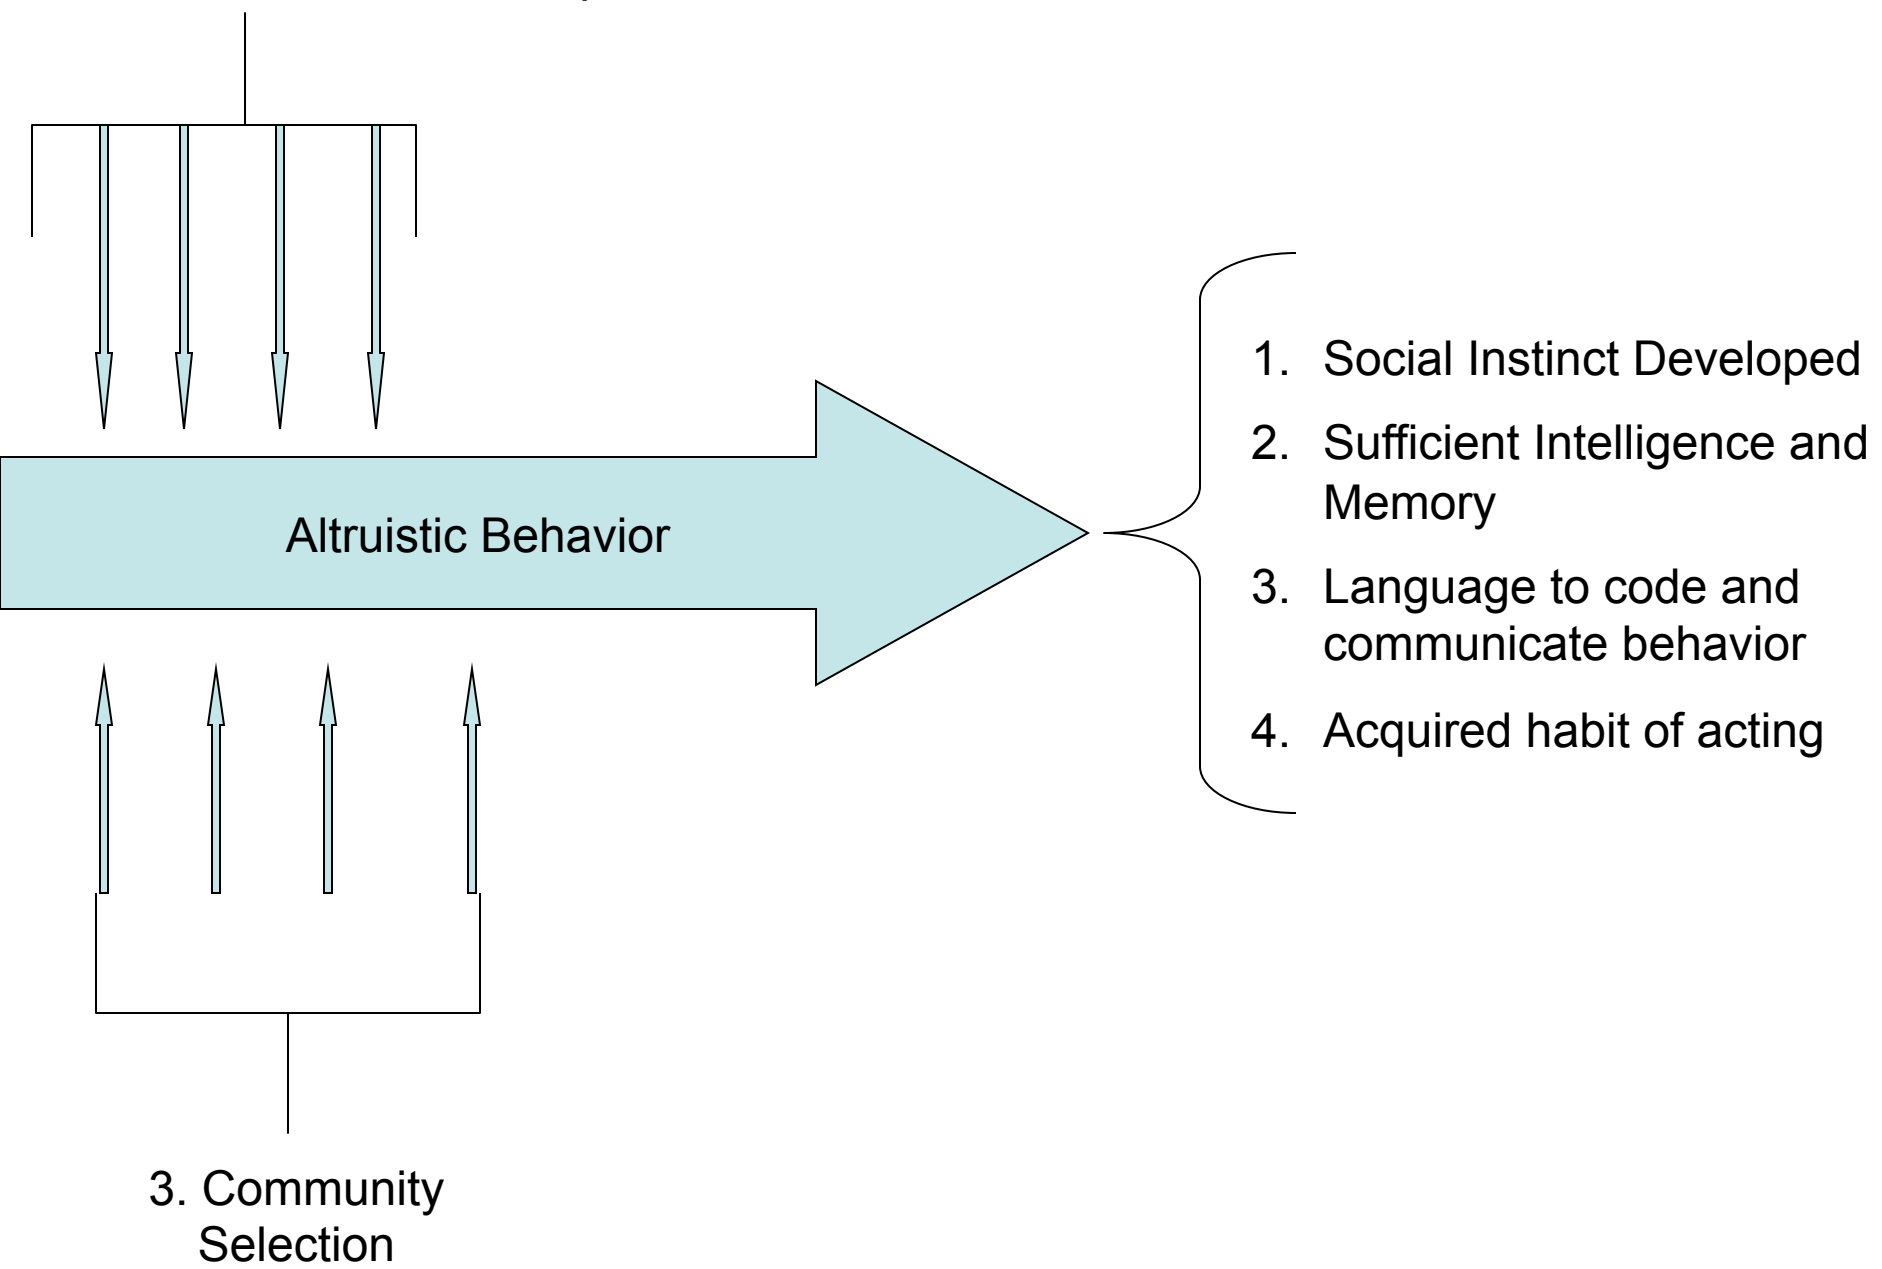 Altruistic Behavior
1. Social Instinct Developed
2. Sufficient Intelligence and
Memory
3. Language to code and
communicate behavior
4. Acquired habit of acting
3. Community
Selection